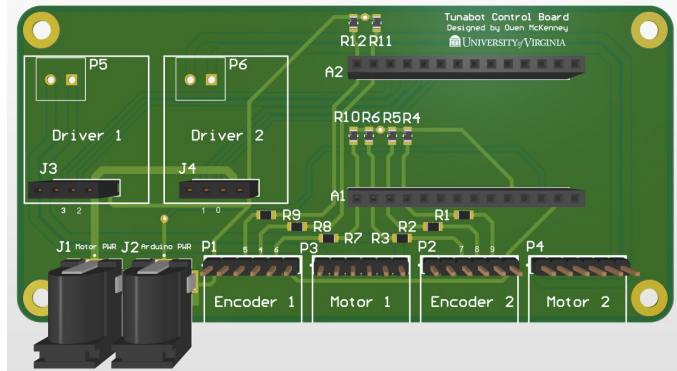 Tunabot Control Board
Designed by Owen McKenney
UNIVERSITY of VIRGINIA
R12 R11
A2
P5
P6
Driver 1
Driver 2
R10 R6 R5 R4
J3
J4
3 2
1 0
A1
R9
R8
R7
R1
R2
R3
J1 Motor PWR
J2 Arduino PWR
P1
5 4 6
P3
P2
7 8 9
P4
Encoder 1
Motor 1
Encoder 2
Motor 2